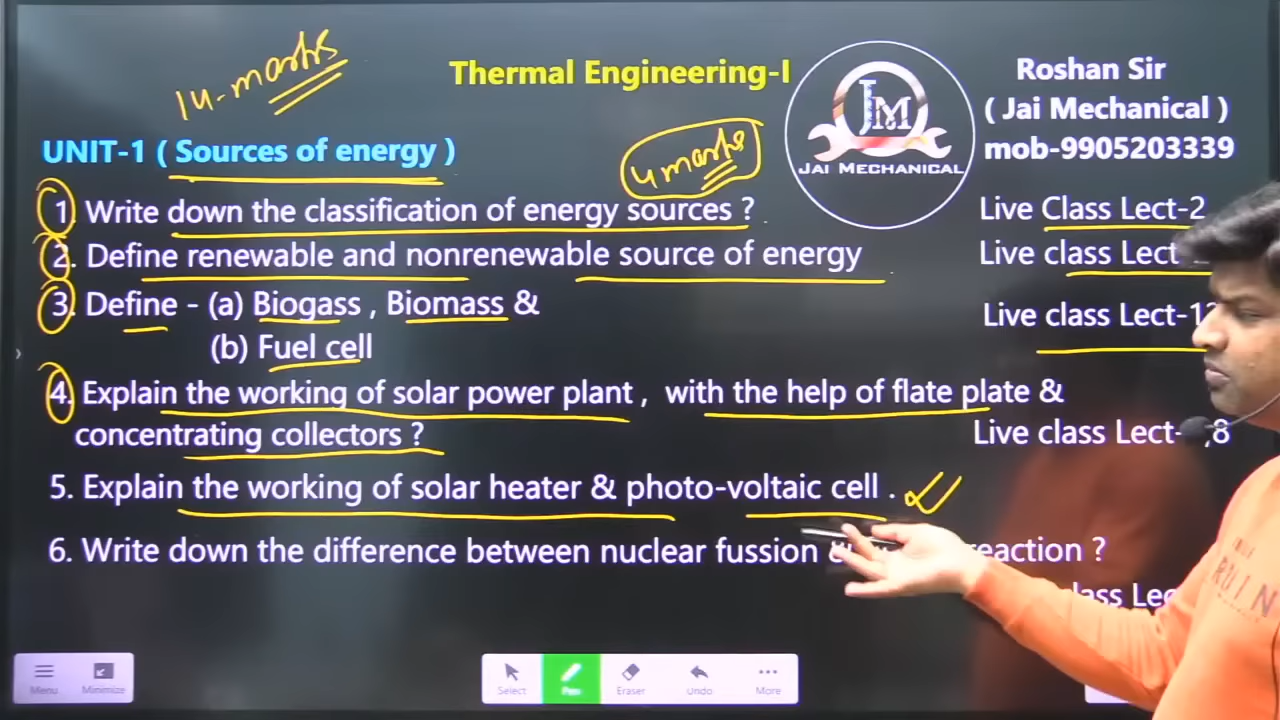 14-marks
Thermal Engineering-I
JM
JAI MECHANICAL
Roshan Sir
( Jai Mechanical )
mob-9905203339
UNIT-1 ( Sources of energy )
4 marks
1. Write down the classification of energy sources ?
Live Class Lect-2
2. Define renewable and nonrenewable source of energy
Live class Lect
3. Define - (a) Biogass , Biomass &
(b) Fuel cell
Live class Lect-12
4. Explain the working of solar power plant , with the help of flate plate &
concentrating collectors ?
Live class Lect- ,8
5. Explain the working of solar heater & photo-voltaic cell .
6. Write down the difference between nuclear fussion & reaction ?
Menu
Minimize
Select
Pen
Eraser
Undo
More